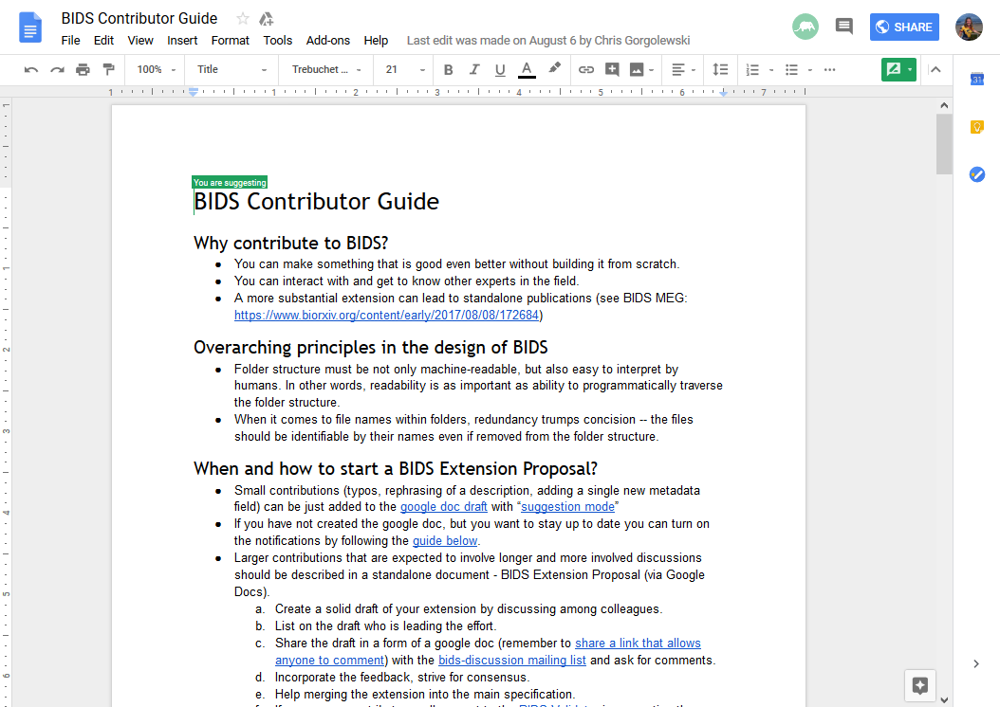 BIDS Contributor Guide
File Edit View Insert Format Tools Add-ons Help Last edit was made on August 6 by Chris Gorgolewski
SHARE
100% Title Trebuchet ... 21 B I U A
31
1 1 2 3 4 5 6 7
You are suggesting
BIDS Contributor Guide
Why contribute to BIDS?
● You can make something that is good even better without building it from scratch.
● You can interact with and get to know other experts in the field.
● A more substantial extension can lead to standalone publications (see BIDS MEG:
https://www.biorxiv.org/content/early/2017/08/08/172684)
Overarching principles in the design of BIDS
● Folder structure must be not only machine-readable, but also easy to interpret by
humans. In other words, readability is as important as ability to programmatically traverse
the folder structure.
● When it comes to file names within folders, redundancy trumps concision -- the files
should be identifiable by their names even if removed from the folder structure.
When and how to start a BIDS Extension Proposal?
● Small contributions (typos, rephrasing of a description, adding a single new metadata
field) can be just added to the google doc draft with “suggestion mode”
● If you have not created the google doc, but you want to stay up to date you can turn on
the notifications by following the guide below.
● Larger contributions that are expected to involve longer and more involved discussions
should be described in a standalone document - BIDS Extension Proposal (via Google
Docs).
a. Create a solid draft of your extension by discussing among colleagues.
b. List on the draft who is leading the effort.
c. Share the draft in a form of a google doc (remember to share a link that allows
anyone to comment) with the bids-discussion mailing list and ask for comments.
d. Incorporate the feedback, strive for consensus.
e. Help merging the extension into the main specification.